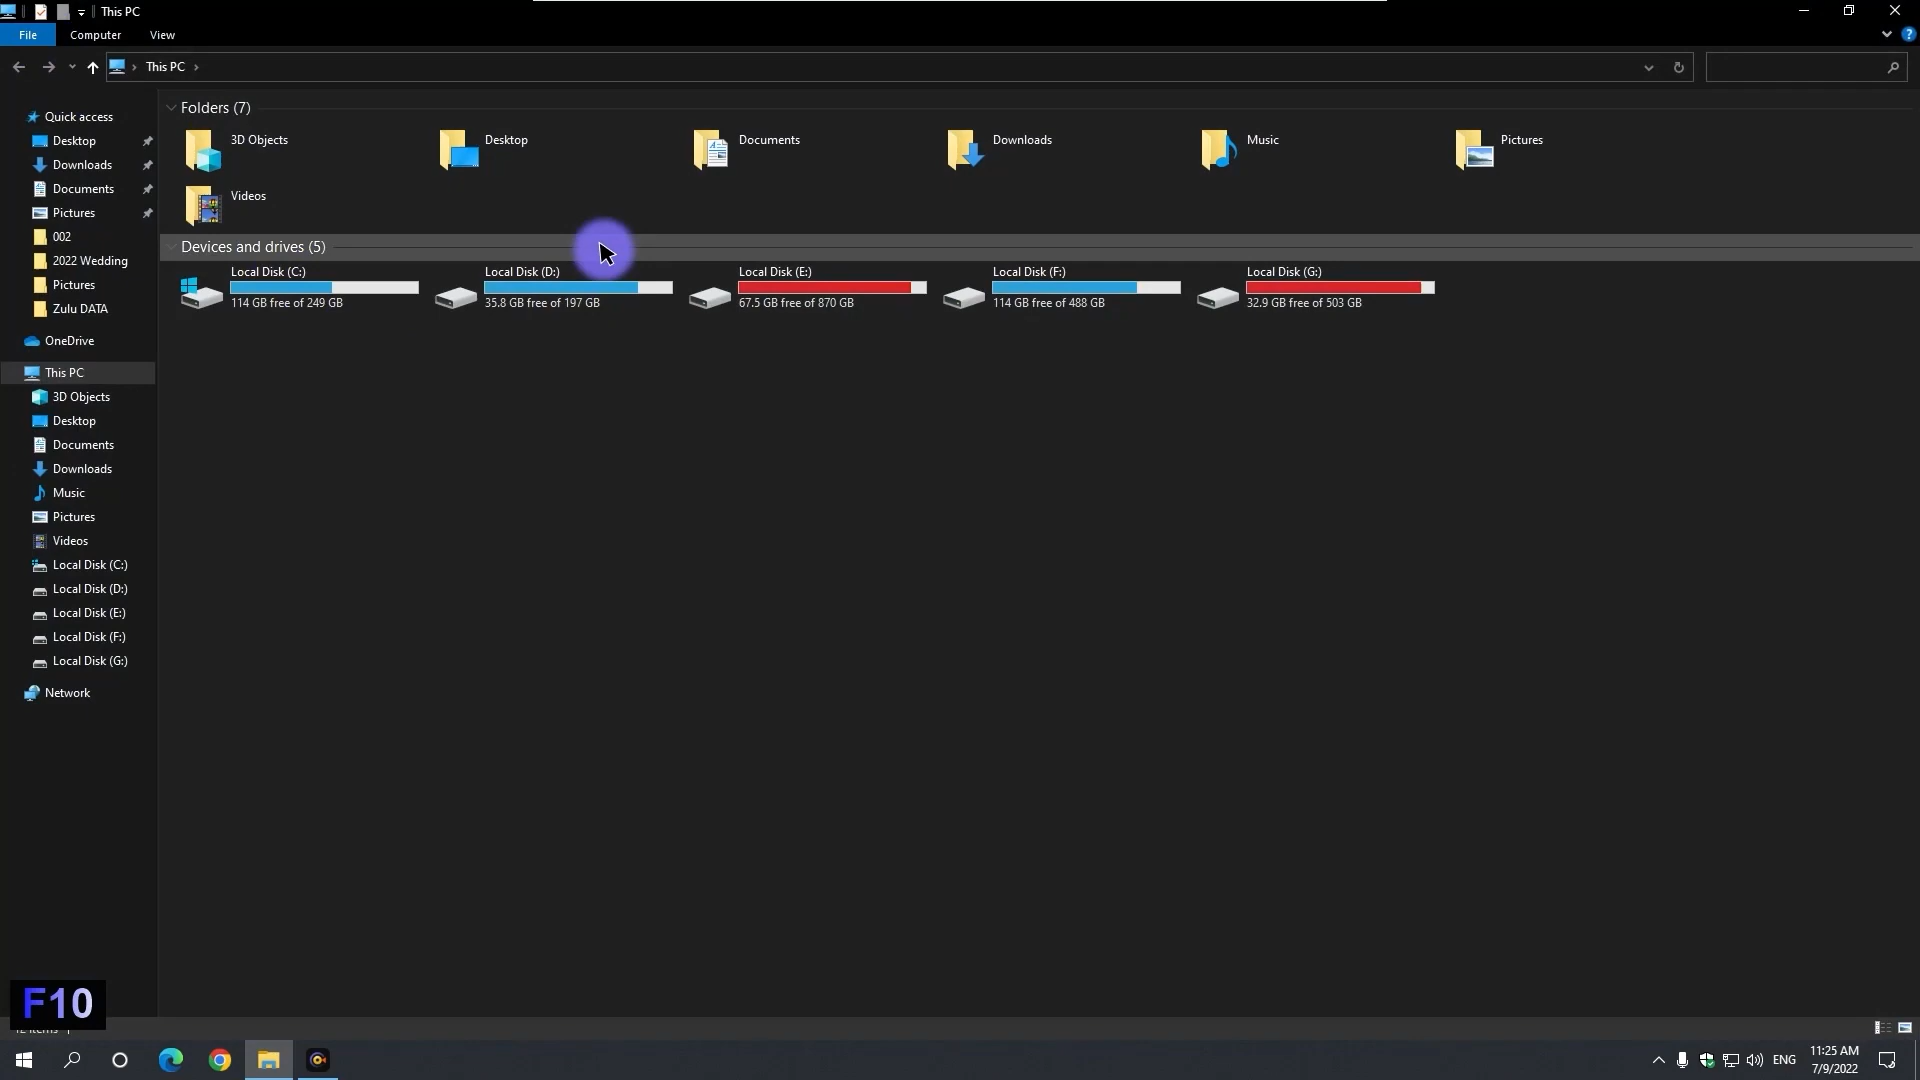 This PC
File Computer View
This PC
Folders (7)
3D Objects Desktop Documents Downloads Music Pictures
Videos
Devices and drives (5)
Local Disk (C:) Local Disk (D:) Local Disk (E:) Local Disk (F:) Local Disk (G:)
114 GB free of 249 GB 35.8 GB free of 197 GB 67.5 GB free of 870 GB 114 GB free of 488 GB 32.9 GB free of 503 GB
Quick access
Desktop
Downloads
Documents
Pictures
002
2022 Wedding
Pictures
Zulu DATA
OneDrive
This PC
3D Objects
Desktop
Documents
Downloads
Music
Pictures
Videos
Local Disk (C:)
Local Disk (D:)
Local Disk (E:)
Local Disk (F:)
Local Disk (G:)
Network
F10
12 items
ENG
11:25 AM
7/9/2022